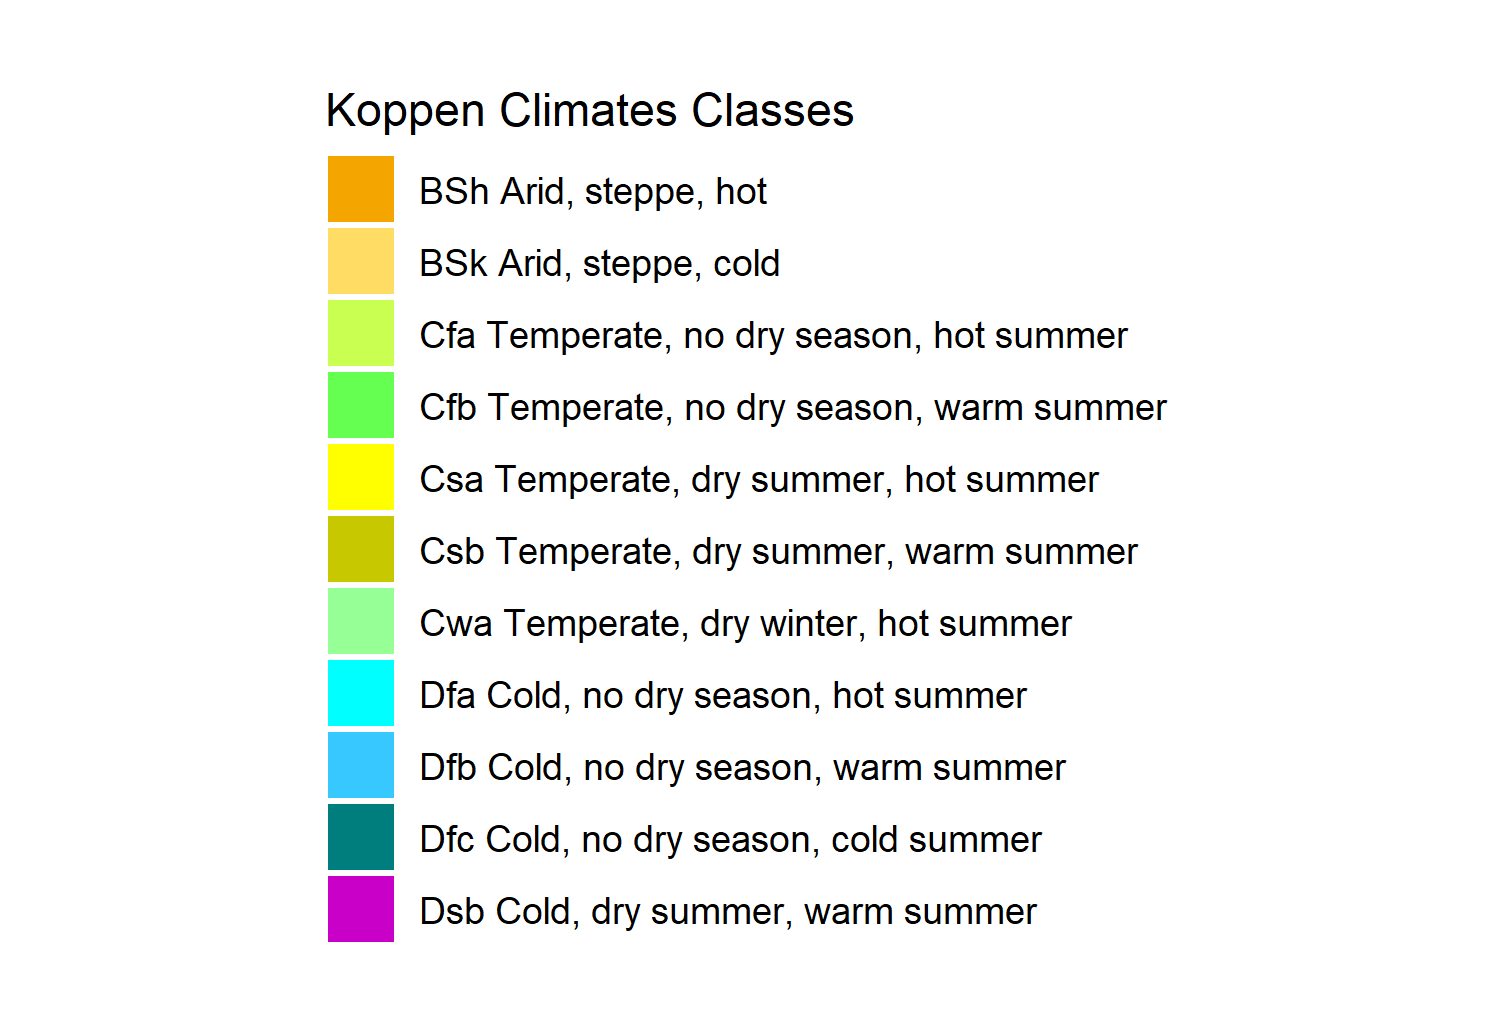 Koppen Climates Classes
BSh Arid, steppe, hot
BSk Arid, steppe, cold
Cfa Temperate, no dry season, hot summer
Cfb Temperate, no dry season, warm summer
Csa Temperate, dry summer, hot summer
Csb Temperate, dry summer, warm summer
Cwa Temperate, dry winter, hot summer
Dfa Cold, no dry season, hot summer
Dfb Cold, no dry season, warm summer
Dfc Cold, no dry season, cold summer
Dsb Cold, dry summer, warm summer